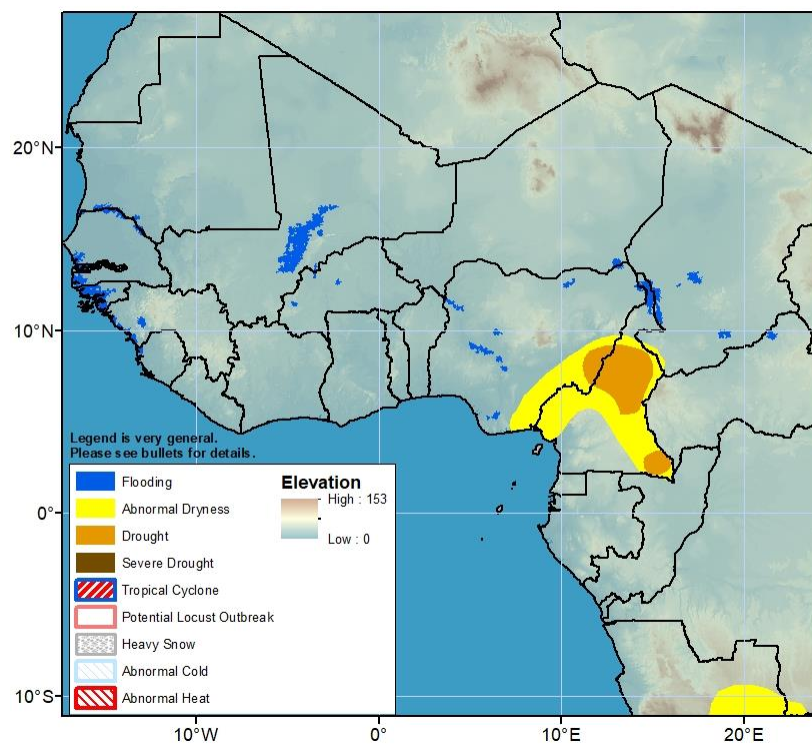 20°N
10°N
0°
10°S
Legend is very general.
Please see bullets for details.
Flooding
Abnormal Dryness
Drought
Severe Drought
Tropical Cyclone
Potential Locust Outbreak
Heavy Snow
Abnormal Cold
Abnormal Heat
Elevation
High : 153
Low : 0
10°W
0°
10°E
20°E